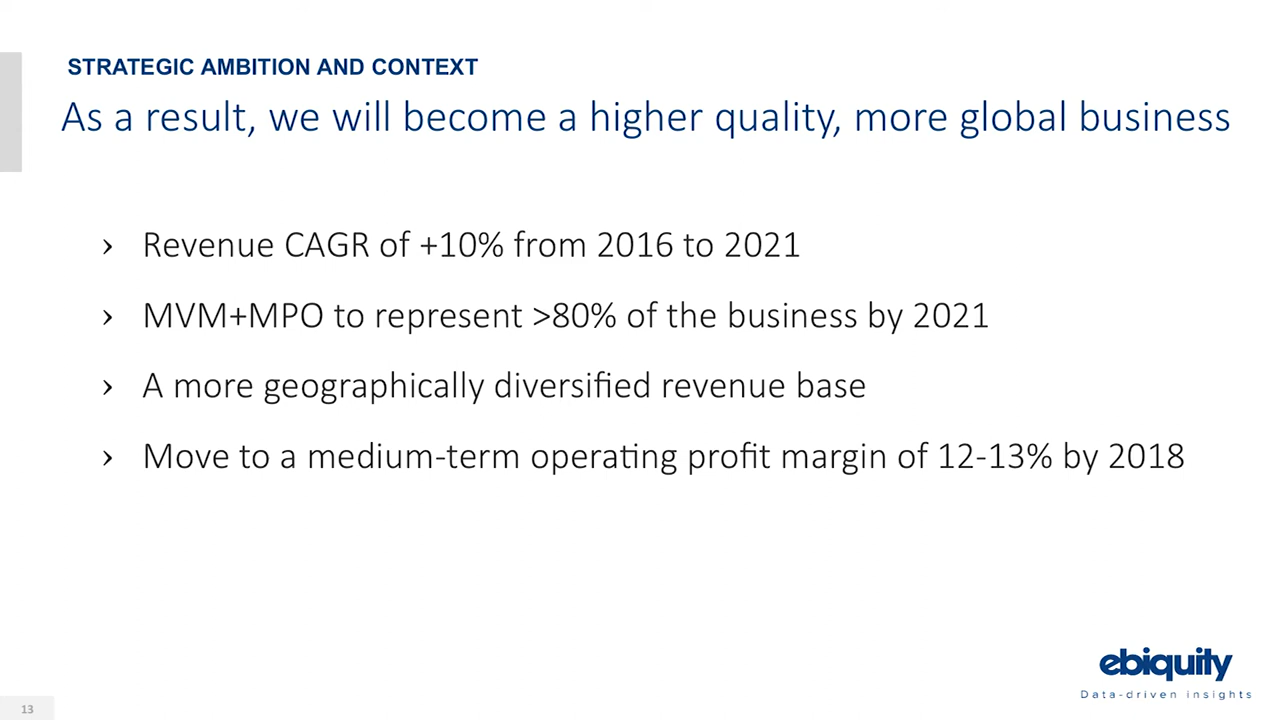 STRATEGIC AMBITION AND CONTEXT
As a result, we will become a higher quality, more global business
› Revenue CAGR of +10% from 2016 to 2021
› MVM+MPO to represent >80% of the business by 2021
› A more geographically diversified revenue base
› Move to a medium-term operating profit margin of 12-13% by 2018
ebiquity
Data-driven insights
13